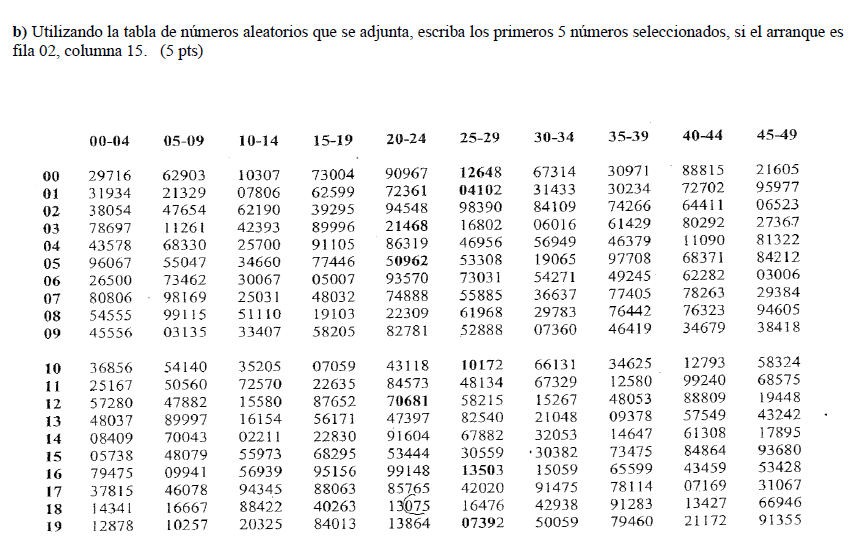 b) Utilizando la tabla de números aleatorios que se adjunta, escriba los primeros 5 números seleccionados, si el arranque es
fila 02, columna 15. (5 pts)
00-04 05-09 10-14 15-19 20-24 25-29 30-34 35-39 40-44 45-49
00 29716 62903 10307 73004 90967 12648 67314 30971 88815 21605
01 31934 21329 07806 62599 72361 04102 31433 30234 72702 95977
02 38054 47654 62190 39295 94548 98390 84109 74266 64411 06523
03 78697 11261 42393 89996 21468 16802 06016 61429 80292 27367
04 43578 68330 25700 91105 86319 46956 56949 46379 11090 81322
05 96067 55047 34660 77446 50962 53308 19065 97708 68371 84212
06 26500 73462 30067 05007 93570 73031 54271 49245 62282 03006
07 80806 98169 25031 48032 74888 55885 36637 77405 78263 29384
08 54555 99115 51110 19103 22309 61968 29783 76442 76323 94605
09 45556 03135 33407 58205 82781 52888 07360 46419 34679 38418
10 36856 54140 35205 07059 43118 10172 66131 34625 12793 58324
11 25167 50560 72570 22635 84573 48134 67329 12580 99240 68575
12 57280 47882 15580 87652 70681 58215 15267 48053 88809 19448
13 48037 89997 16154 56171 47397 82540 21048 09378 57549 43242
14 08409 70043 02211 22830 91604 67882 32053 14647 61308 17895
15 05738 48079 55973 68295 53444 30559 30382 73475 84864 93680
16 79475 09941 56939 95156 99148 13503 15059 65599 43459 53428
17 37815 46078 94345 88063 85765 42020 91475 78114 07169 31067
18 14341 16667 88422 40263 13075 16476 42938 91283 13427 66946
19 12878 10257 20325 84013 13864 07392 50059 79460 21172 91355